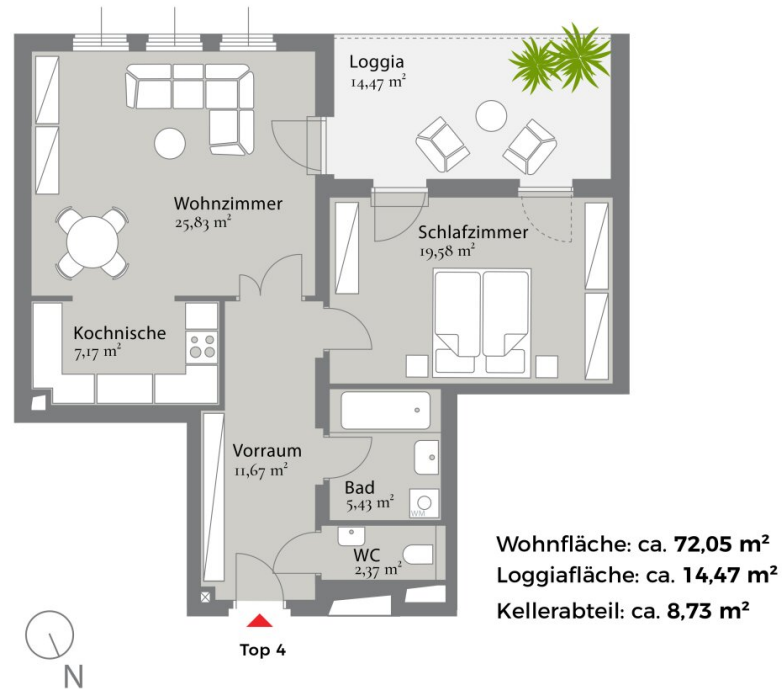 Loggia
14,47 m²
Wohnzimmer
25,83 m²
Schlafzimmer
19,58 m²
Kochnische
7,17 m²
Vorraum
11,67 m²
Bad
5,43 m²
WM
WC
2,37 m²
Wohnfläche: ca. 72,05 m²
Loggiafläche: ca. 14,47 m²
Kellerabteil: ca. 8,73 m²
Top 4
N